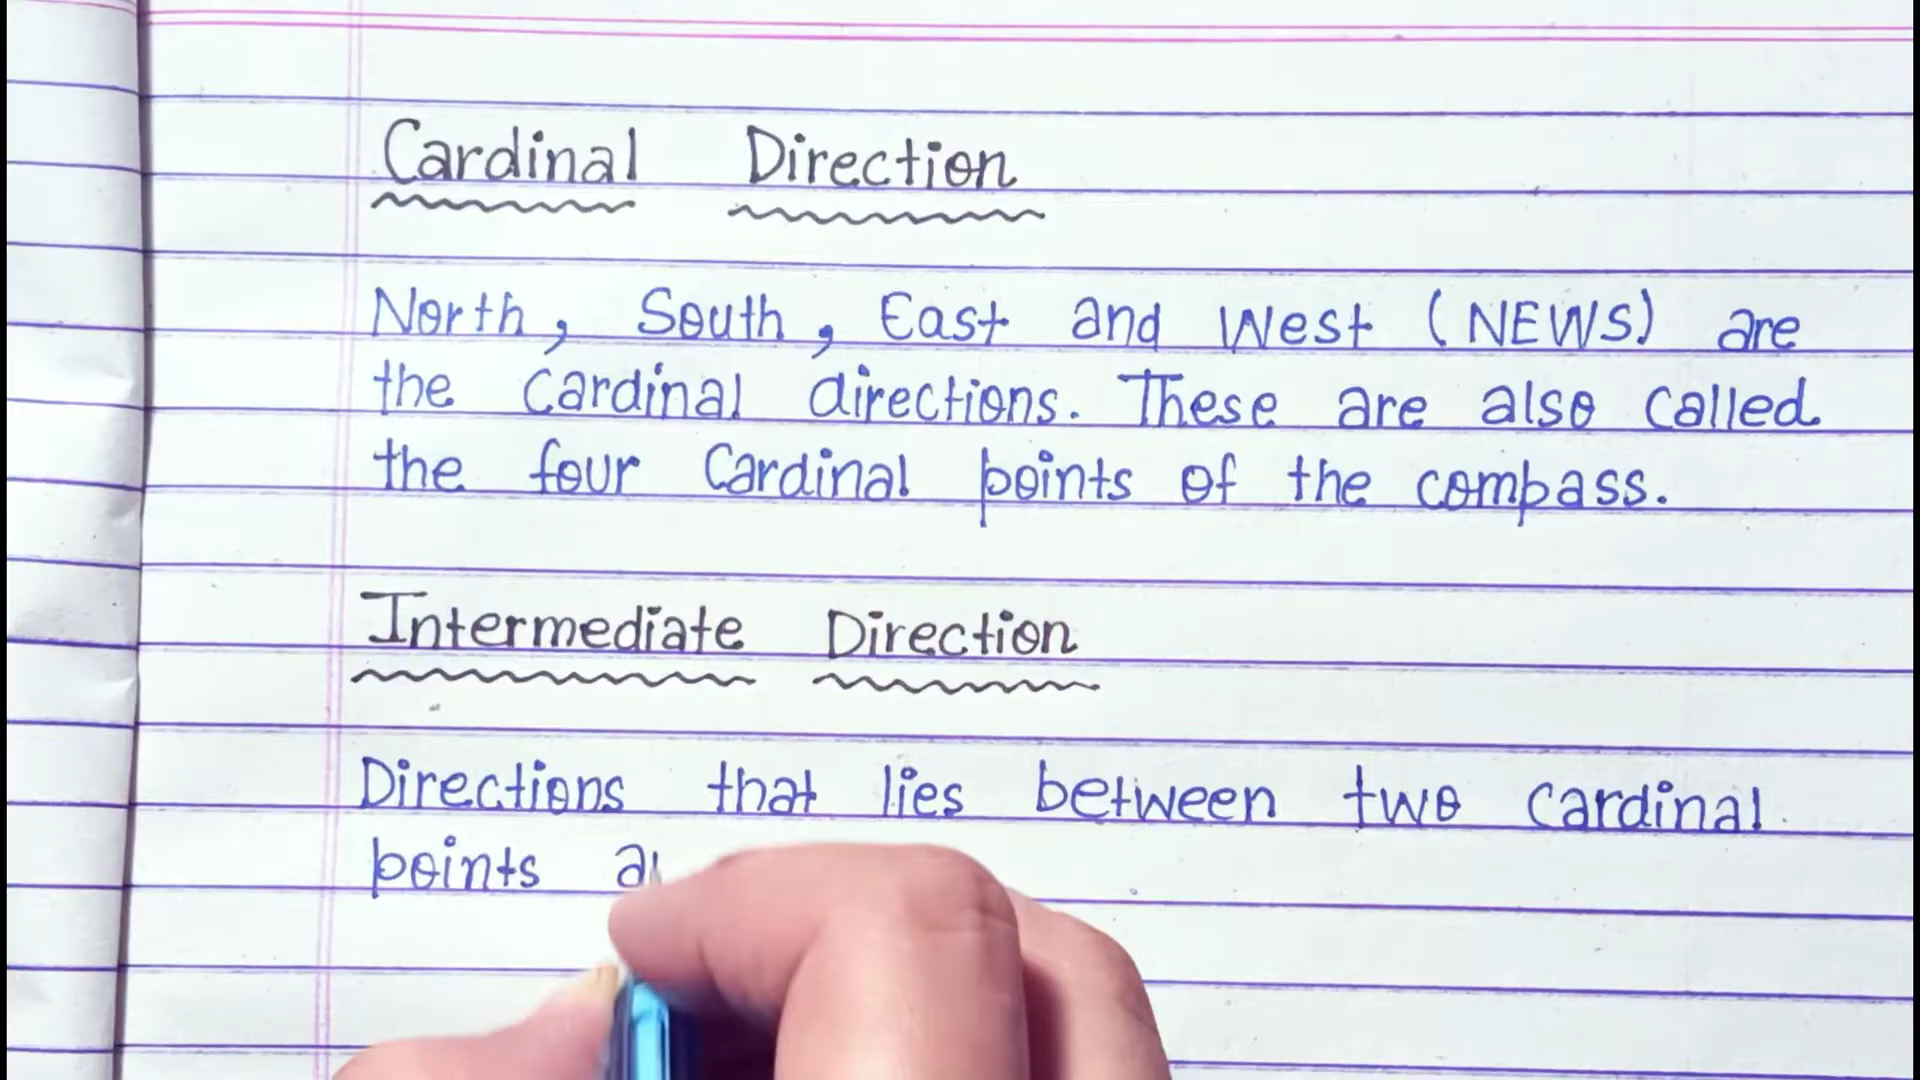 Cardinal Direction
North, South, East and West (NEWS) are
the cardinal directions. These are also called
the four cardinal points of the compass.
Intermediate Direction
Directions that lies between two cardinal
points